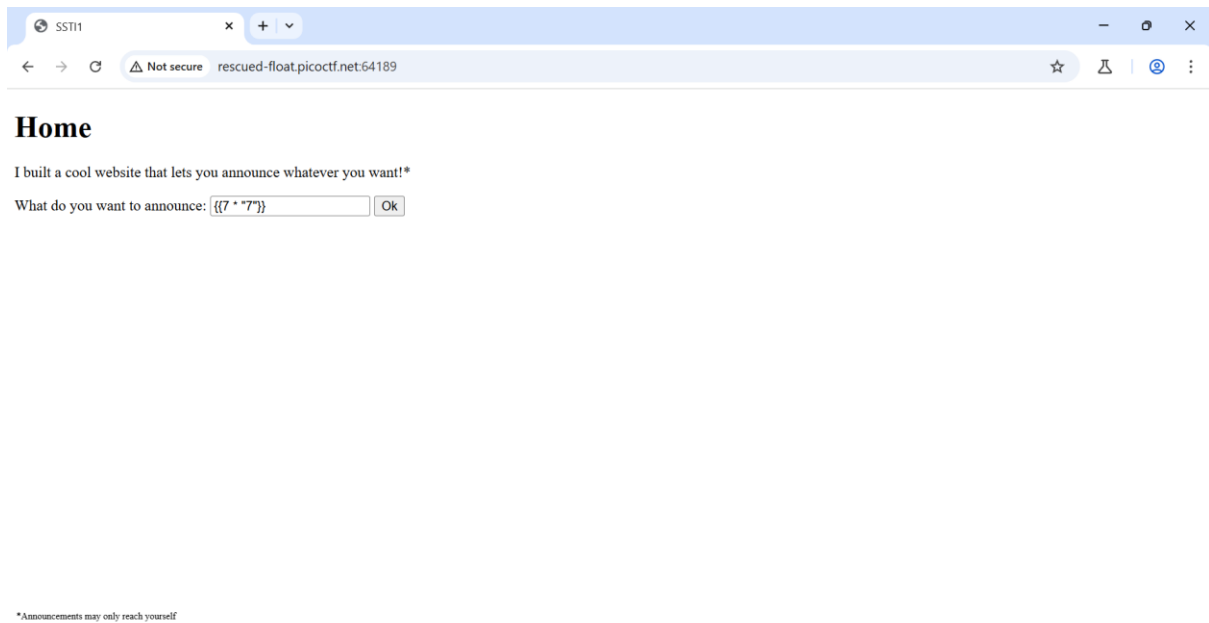 SSTI1
Not secure rescued-float.picoctf.net:64189
Home
I built a cool website that lets you announce whatever you want!*
What do you want to announce: {{7 * "7"}} Ok
*Announcements may only reach yourself